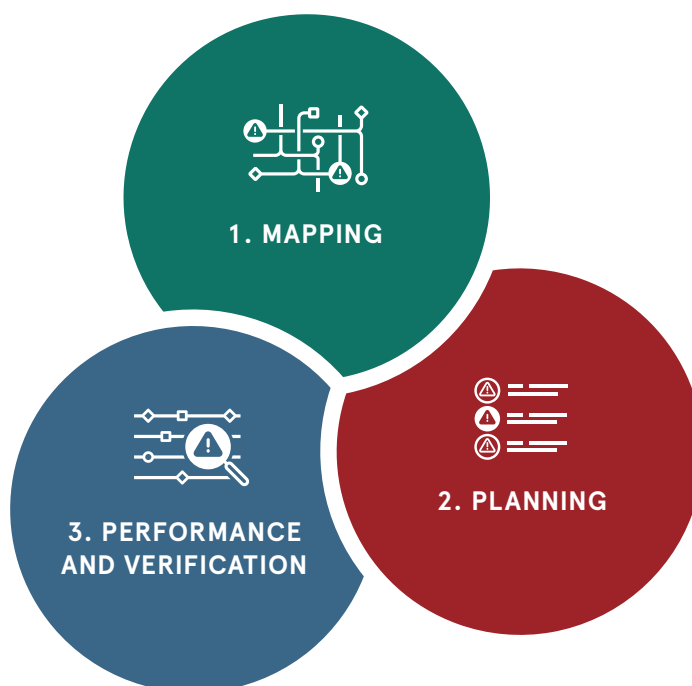 1. MAPPING
2. PLANNING
3. PERFORMANCE
AND VERIFICATION